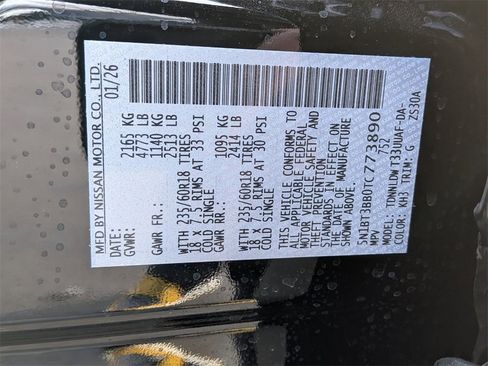 MFD BY NISSAN MOTOR CO., LTD.
DATE: 01/26
GVWR: 2165 KG
4773 LB
GAWR FR.: 1140 KG
2513 LB
WITH 235/60R18 TIRES
18 X 7.5 RIMS AT 33 PSI
COLD SINGLE
GAWR RR.: 1095 KG
2414 LB
WITH 235/60R18 TIRES
18 X 7.5 RIMS AT 30 PSI
COLD SINGLE
THIS VEHICLE CONFORMS TO
ALL APPLICABLE FEDERAL
MOTOR VEHICLE SAFETY AND
THEFT PREVENTION
STANDARDS IN EFFECT ON
THE DATE OF MANUFACTURE
SHOWN ABOVE.
5N1BT3BB0TC773890
MPV 752
MODEL: TDWNLDWT33UUAF-DA-
COLOR: KH3 TRIM: G ZS30A